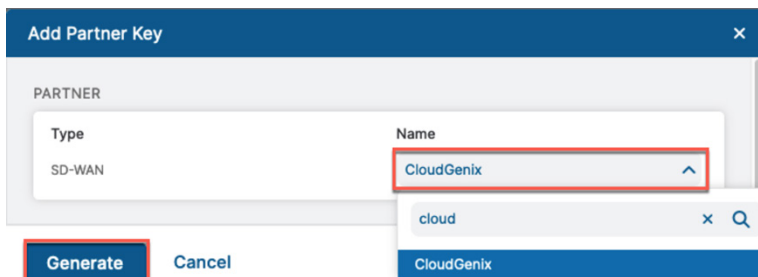 Add Partner Key
PARTNER
Type Name
SD-WAN CloudGenix
cloud
Generate Cancel CloudGenix